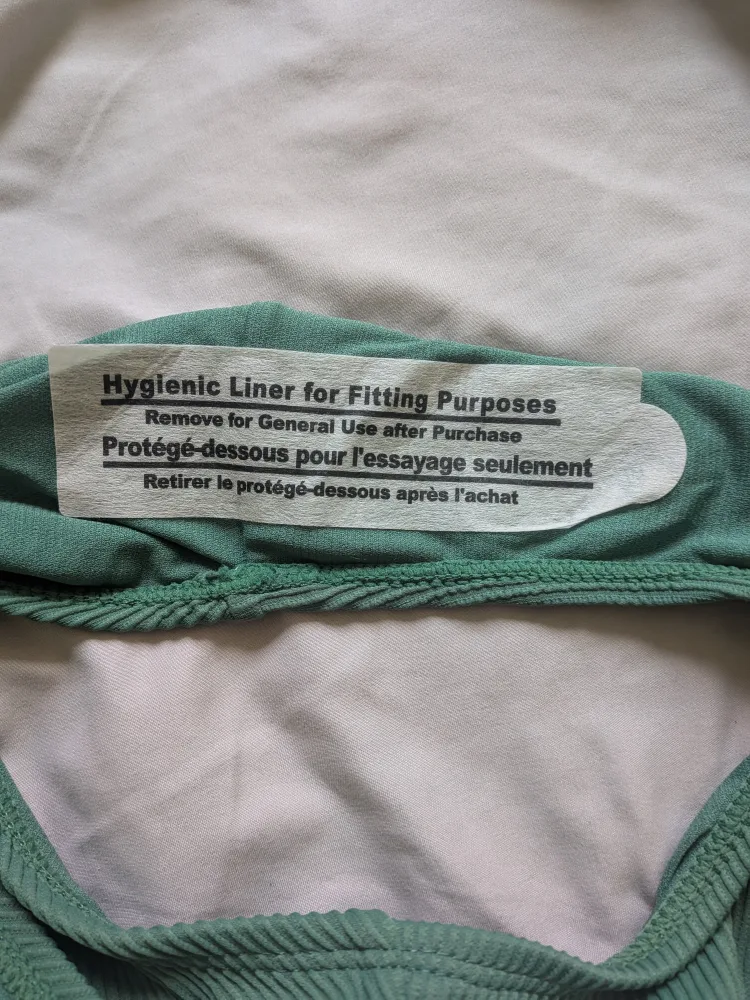 Hygienic Liner for Fitting Purposes
Remove for General Use after Purchase
Protégé-dessous pour l'essayage seulement
Retirer le protégé-dessous après l'achat